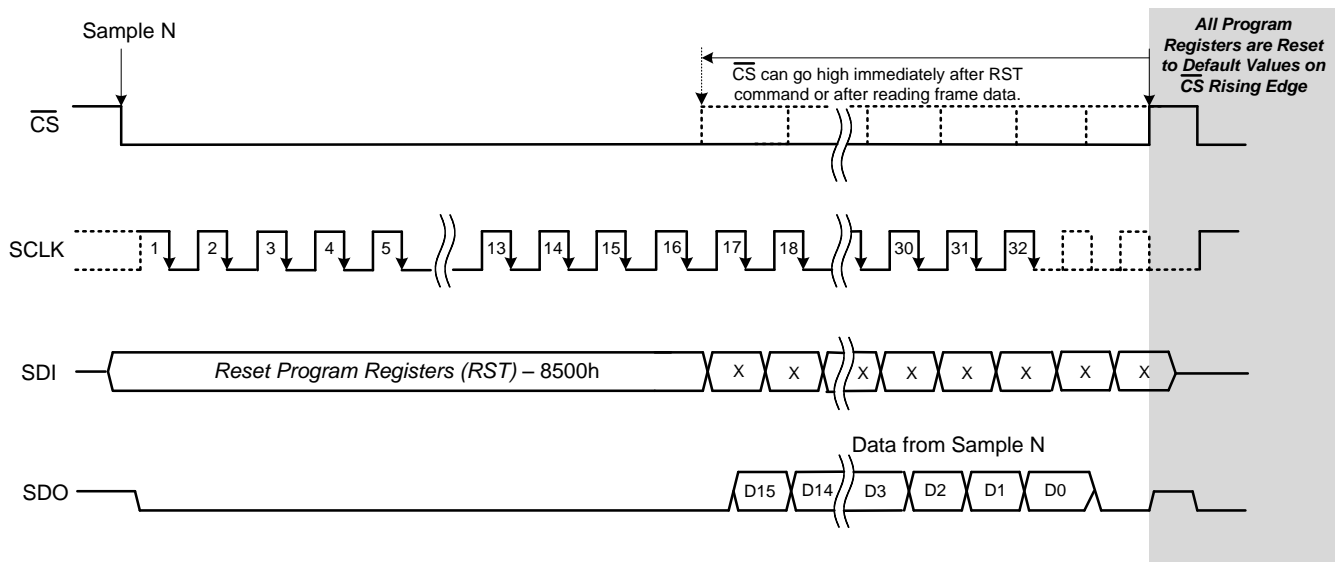 Sample N
All Program
Registers are Reset
to Default Values on
CS Rising Edge
CS can go high immediately after RST
command or after reading frame data.
CS
SCLK
1 2 3 4 5 13 14 15 16 17 18 30 31 32
SDI
Reset Program Registers (RST) – 8500h
X X X X X X X X
Data from Sample N
SDO
D15 D14 D3 D2 D1 D0